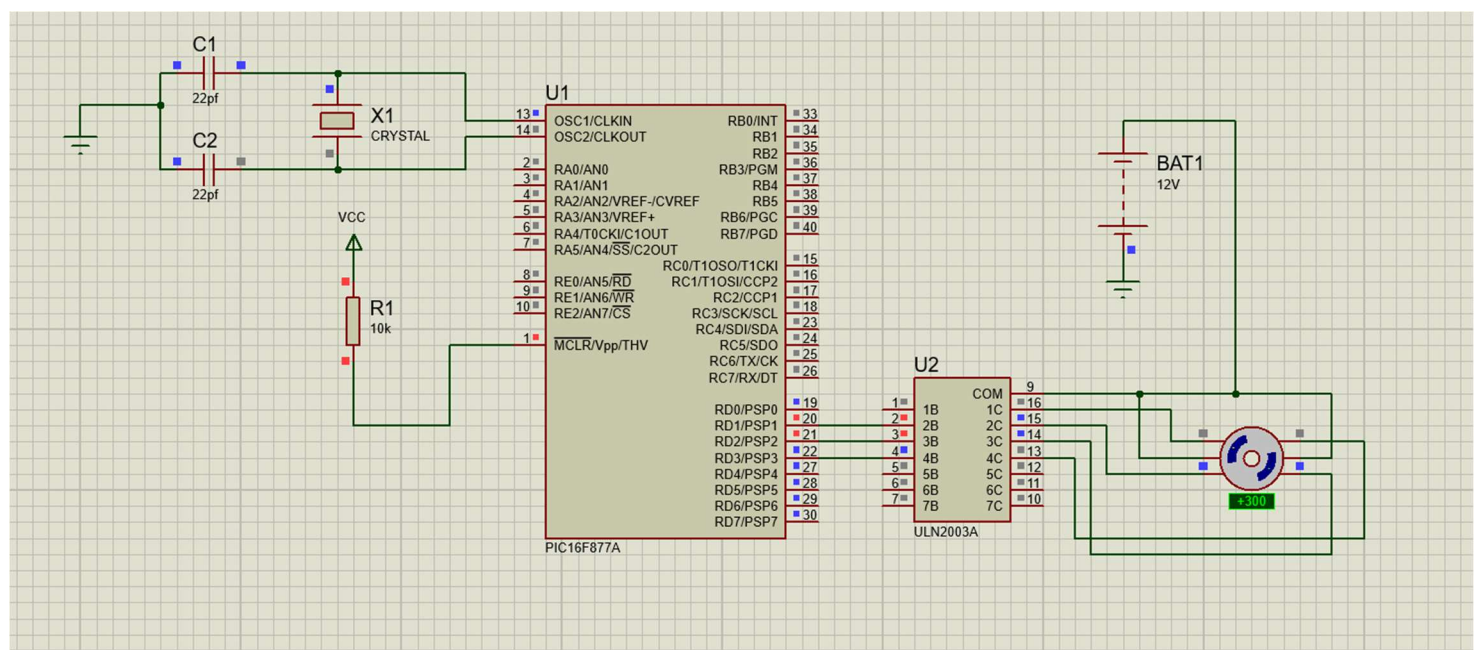 C1
22pf
X1
CRYSTAL
C2
22pf
VCC
R1
10k
U1
13 OSC1/CLKIN
14 OSC2/CLKOUT
2 RA0/AN0
3 RA1/AN1
4 RA2/AN2/VREF-/CVREF
5 RA3/AN3/VREF+
6 RA4/T0CKI/C1OUT
7 RA5/AN4/SS/C2OUT
8 RE0/AN5/RD
9 RE1/AN6/WR
10 RE2/AN7/CS
1 MCLR/Vpp/THV
RB0/INT 33
RB1 34
RB2 35
RB3/PGM 36
RB4 37
RB5 38
RB6/PGC 39
RB7/PGD 40
RC0/T1OSO/T1CKI 15
RC1/T1OSI/CCP2 16
RC2/CCP1 17
RC3/SCK/SCL 18
RC4/SDI/SDA 23
RC5/SDO 24
RC6/TX/CK 25
RC7/RX/DT 26
RD0/PSP0 19
RD1/PSP1 20
RD2/PSP2 21
RD3/PSP3 22
RD4/PSP4 27
RD5/PSP5 28
RD6/PSP6 29
RD7/PSP7 30
PIC16F877A
U2
COM 9
1 1B 1C 16
2 2B 2C 15
3 3B 3C 14
4 4B 4C 13
5 5B 5C 12
6 6B 6C 11
7 7B 7C 10
ULN2003A
BAT1
12V
+300